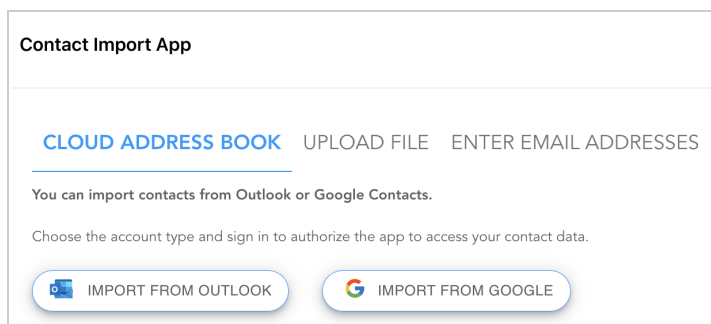 Contact Import App
CLOUD ADDRESS BOOK UPLOAD FILE ENTER EMAIL ADDRESSES
You can import contacts from Outlook or Google Contacts.
Choose the account type and sign in to authorize the app to access your contact data.
IMPORT FROM OUTLOOK IMPORT FROM GOOGLE